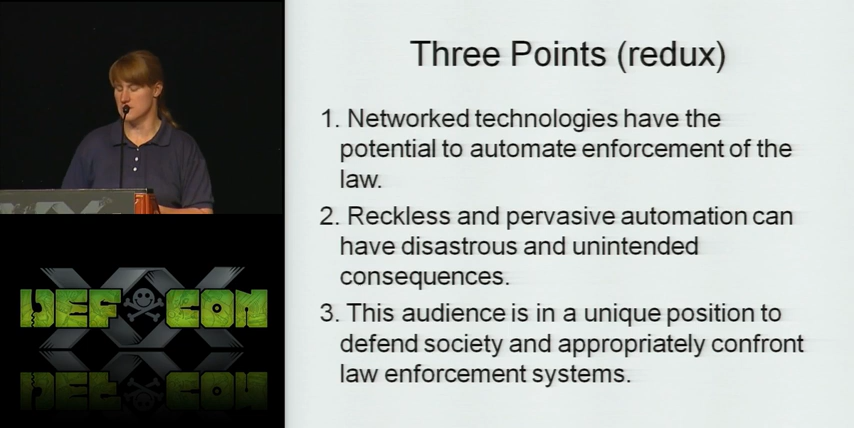 Three Points (redux)
1. Networked technologies have the
potential to automate enforcement of the
law.
2. Reckless and pervasive automation can
have disastrous and unintended
consequences.
3. This audience is in a unique position to
defend society and appropriately confront
law enforcement systems.
XX
DEF CON